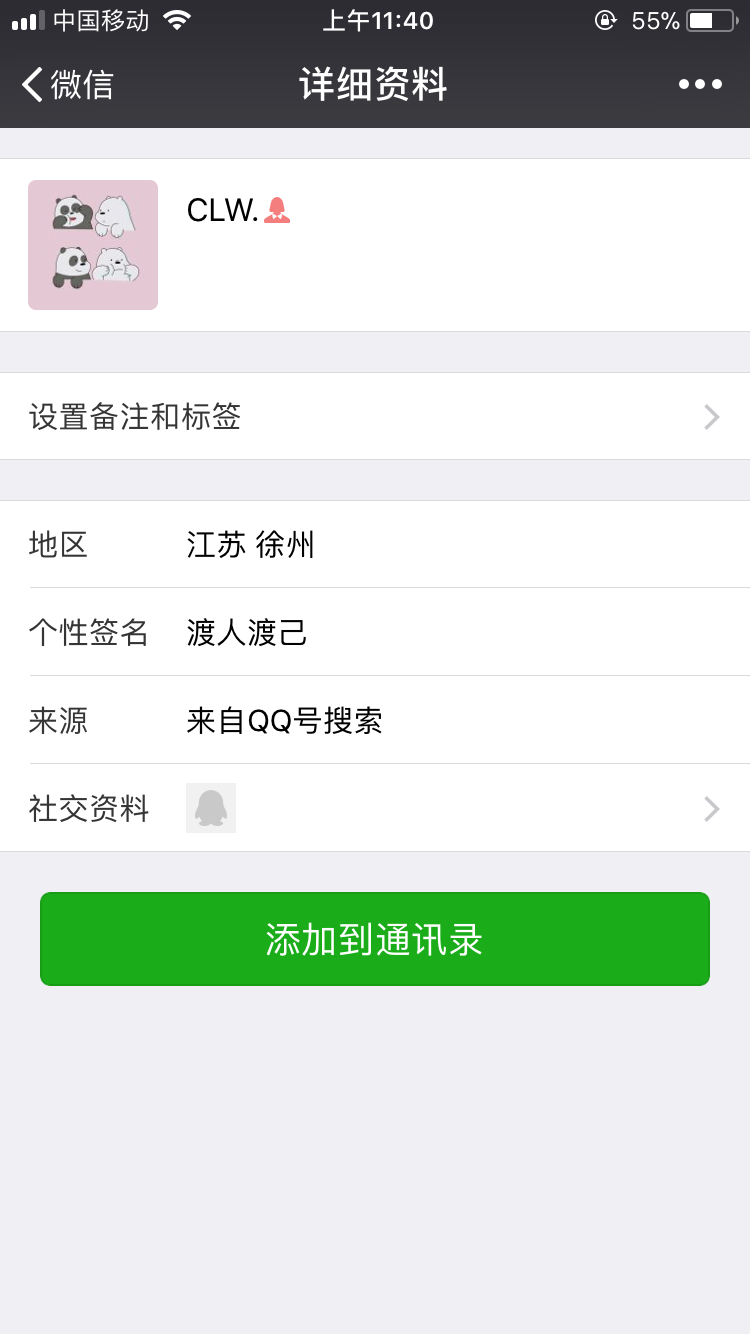 中国移动 上午11:40 55%
微信 详细资料
CLW.
设置备注和标签
地区 江苏 徐州
个性签名 渡人渡己
来源 来自QQ号搜索
社交资料
添加到通讯录